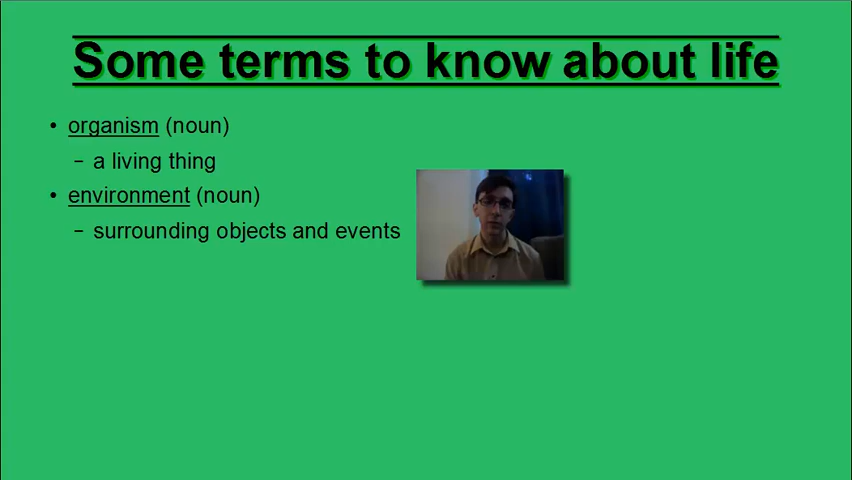 Some terms to know about life
• organism (noun)
– a living thing
• environment (noun)
– surrounding objects and events